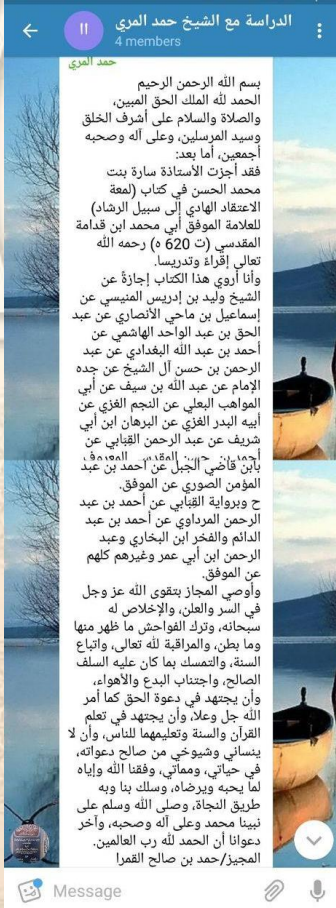 الدراسة مع الشيخ حمد المري
II
4 members
حمد المري
بسم الله الرحمن الرحيم
الحمد لله الملك الحق المبين،
والصلاة والسلام على أشرف الخلق
وسيد المرسلين، وعلى آله وصحبه
أجمعين، أما بعد:
فقد أجزت الأستاذة سارة بنت
محمد الحسن في كتاب (لمعة
الاعتقاد الهادي إلى سبيل الرشاد)
للعلامة الموفق أبي محمد ابن قدامة
المقدسي (ت 620 ه) رحمه الله
تعالى إقراءً وتدريسا.
وأنا أروي هذا الكتاب إجازةً عن
الشيخ وليد بن إدريس المنيسي عن
إسماعيل بن ماحي الأنصاري عن عبد
الحق بن عبد الواحد الهاشمي عن
أحمد بن عبد الله البغدادي عن عبد
الرحمن بن حسن آل الشيخ عن جده
الإمام عن عبد الله بن سيف عن أبي
المواهب البعلي عن النجم الغزي عن
أبيه البدر الغزي عن البرهان ابن أبي
شريف عن عبد الرحمن القِبَابي عن
أحمد بن حسن المقدسي المعروف
بابن قاضي الجبل عن أحمد بن عبد
المؤمن الصوري عن الموفق.
ح وبرواية القِبَابي عن أحمد بن عبد
الرحمن المرداوي عن أحمد بن عبد
الدائم والفخر ابن البخاري وعبد
الرحمن ابن أبي عمر وغيرهم كلهم
عن الموفق.
وأوصي المجاز بتقوى الله عز وجل
في السر والعلن، والإخلاص له
سبحانه، وترك الفواحش ما ظهر منها
وما بطن، والمراقبة لله تعالى، واتباع
السنة، والتمسك بما كان عليه السلف
الصالح، واجتناب البدع والأهواء،
وأن يجتهد في دعوة الحق كما أمر
الله جل وعلا، وأن يجتهد في تعلم
القرآن والسنة وتعليمهما للناس، وأن لا
ينساني وشيوخي من صالح دعواته،
في حياتي، ومماتي، وفقنا الله وإياه
لما يحبه ويرضاه، وسلك بنا وبه
طريق النجاة، وصلى الله وسلم على
نبينا محمد وعلى آله وصحبه، وآخر
دعوانا أن الحمد لله رب العالمين.
المجيز/حمد بن صالح القمرا
Message